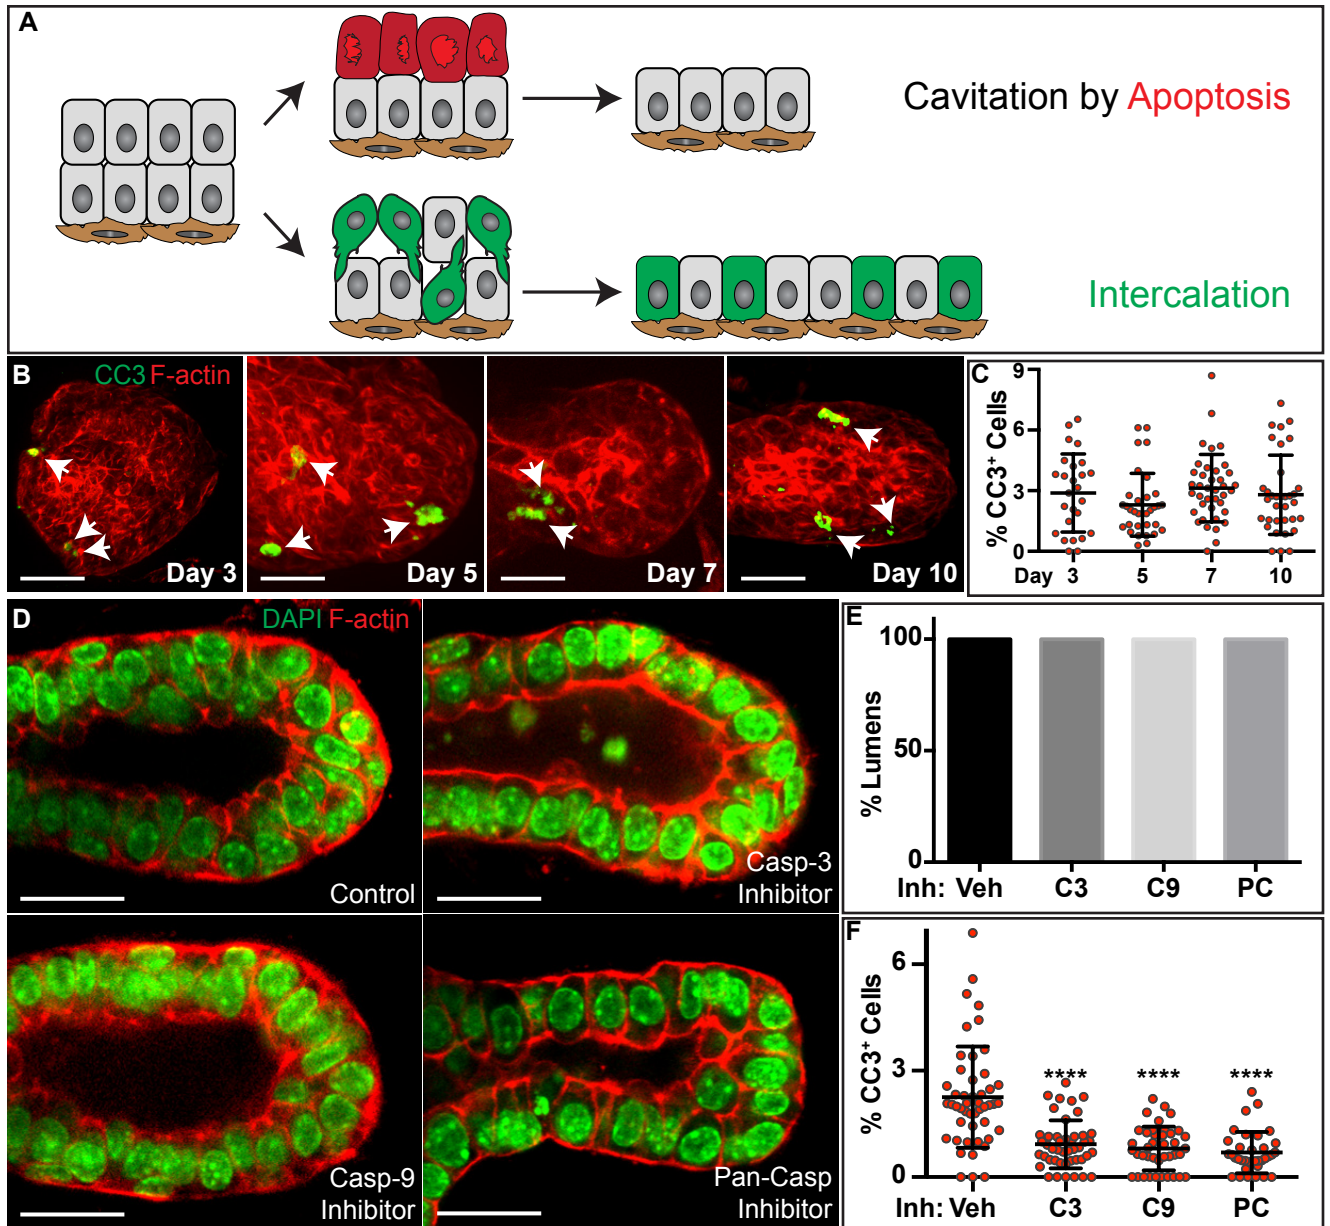 A
Cavitation by Apoptosis
Intercalation
B
CC3 F-actin
Day 3
Day 5
Day 7
Day 10
C
% CC3+ Cells
9
6
3
0
Day 3 5 7 10
D
DAPI F-actin
Control
Casp-3
Inhibitor
Casp-9
Inhibitor
Pan-Casp
Inhibitor
E
% Lumens
100
50
0
Inh: Veh C3 C9 PC
F
% CC3+ Cells
6
3
0
**** **** ****
Inh: Veh C3 C9 PC